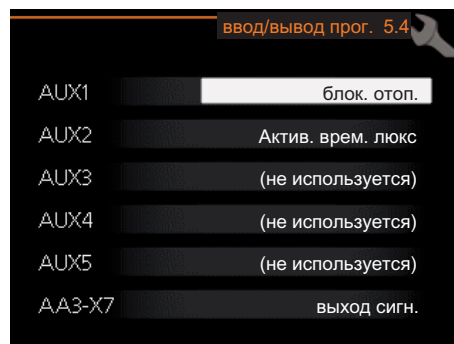 ввод/вывод прог. 5.4
AUX1 блок. отоп.
AUX2 Актив. врем. люкс
AUX3 (не используется)
AUX4 (не используется)
AUX5 (не используется)
AA3-X7 выход сигн.